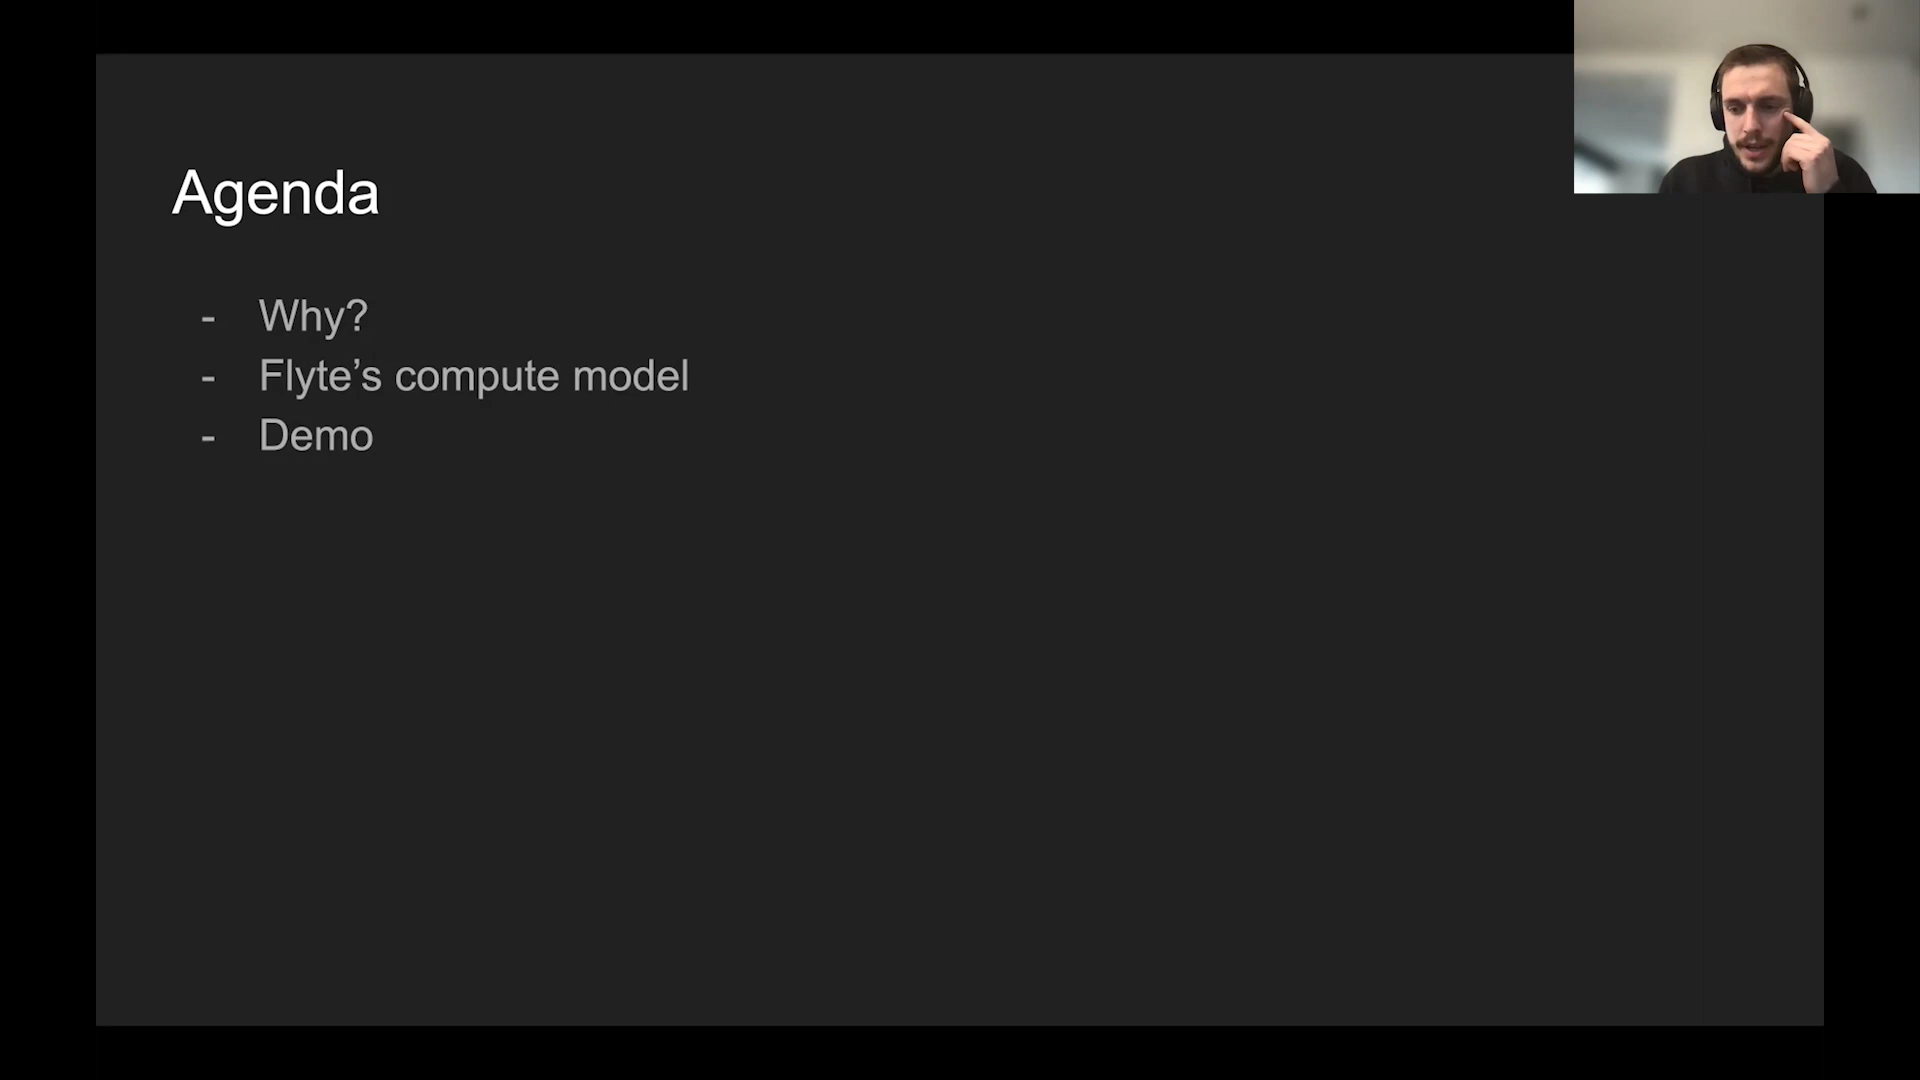 Agenda
- Why?
- Flyte’s compute model
- Demo